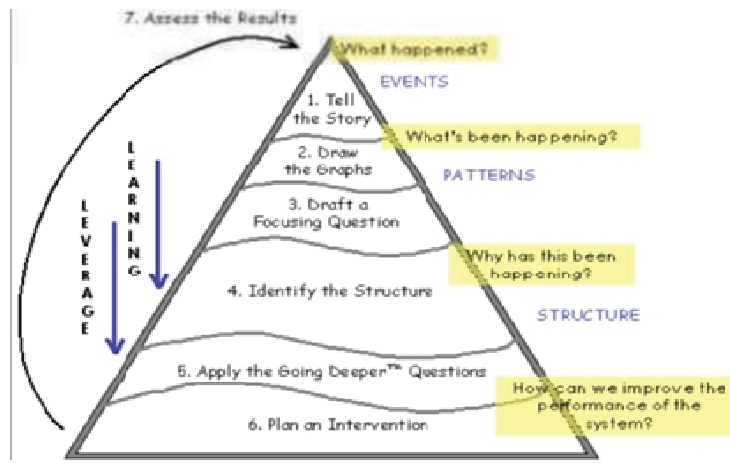 7. Assess the Results
What happened?
EVENTS
1. Tell
the Story
What's been happening?
2. Draw
the Graphs
PATTERNS
3. Draft a
Focusing Question
Why has this been
happening?
LEARNING
LEVERAGE
4. Identify the Structure
STRUCTURE
5. Apply the Going Deeper™ Questions
How can we improve the
performance of the
system?
6. Plan an Intervention